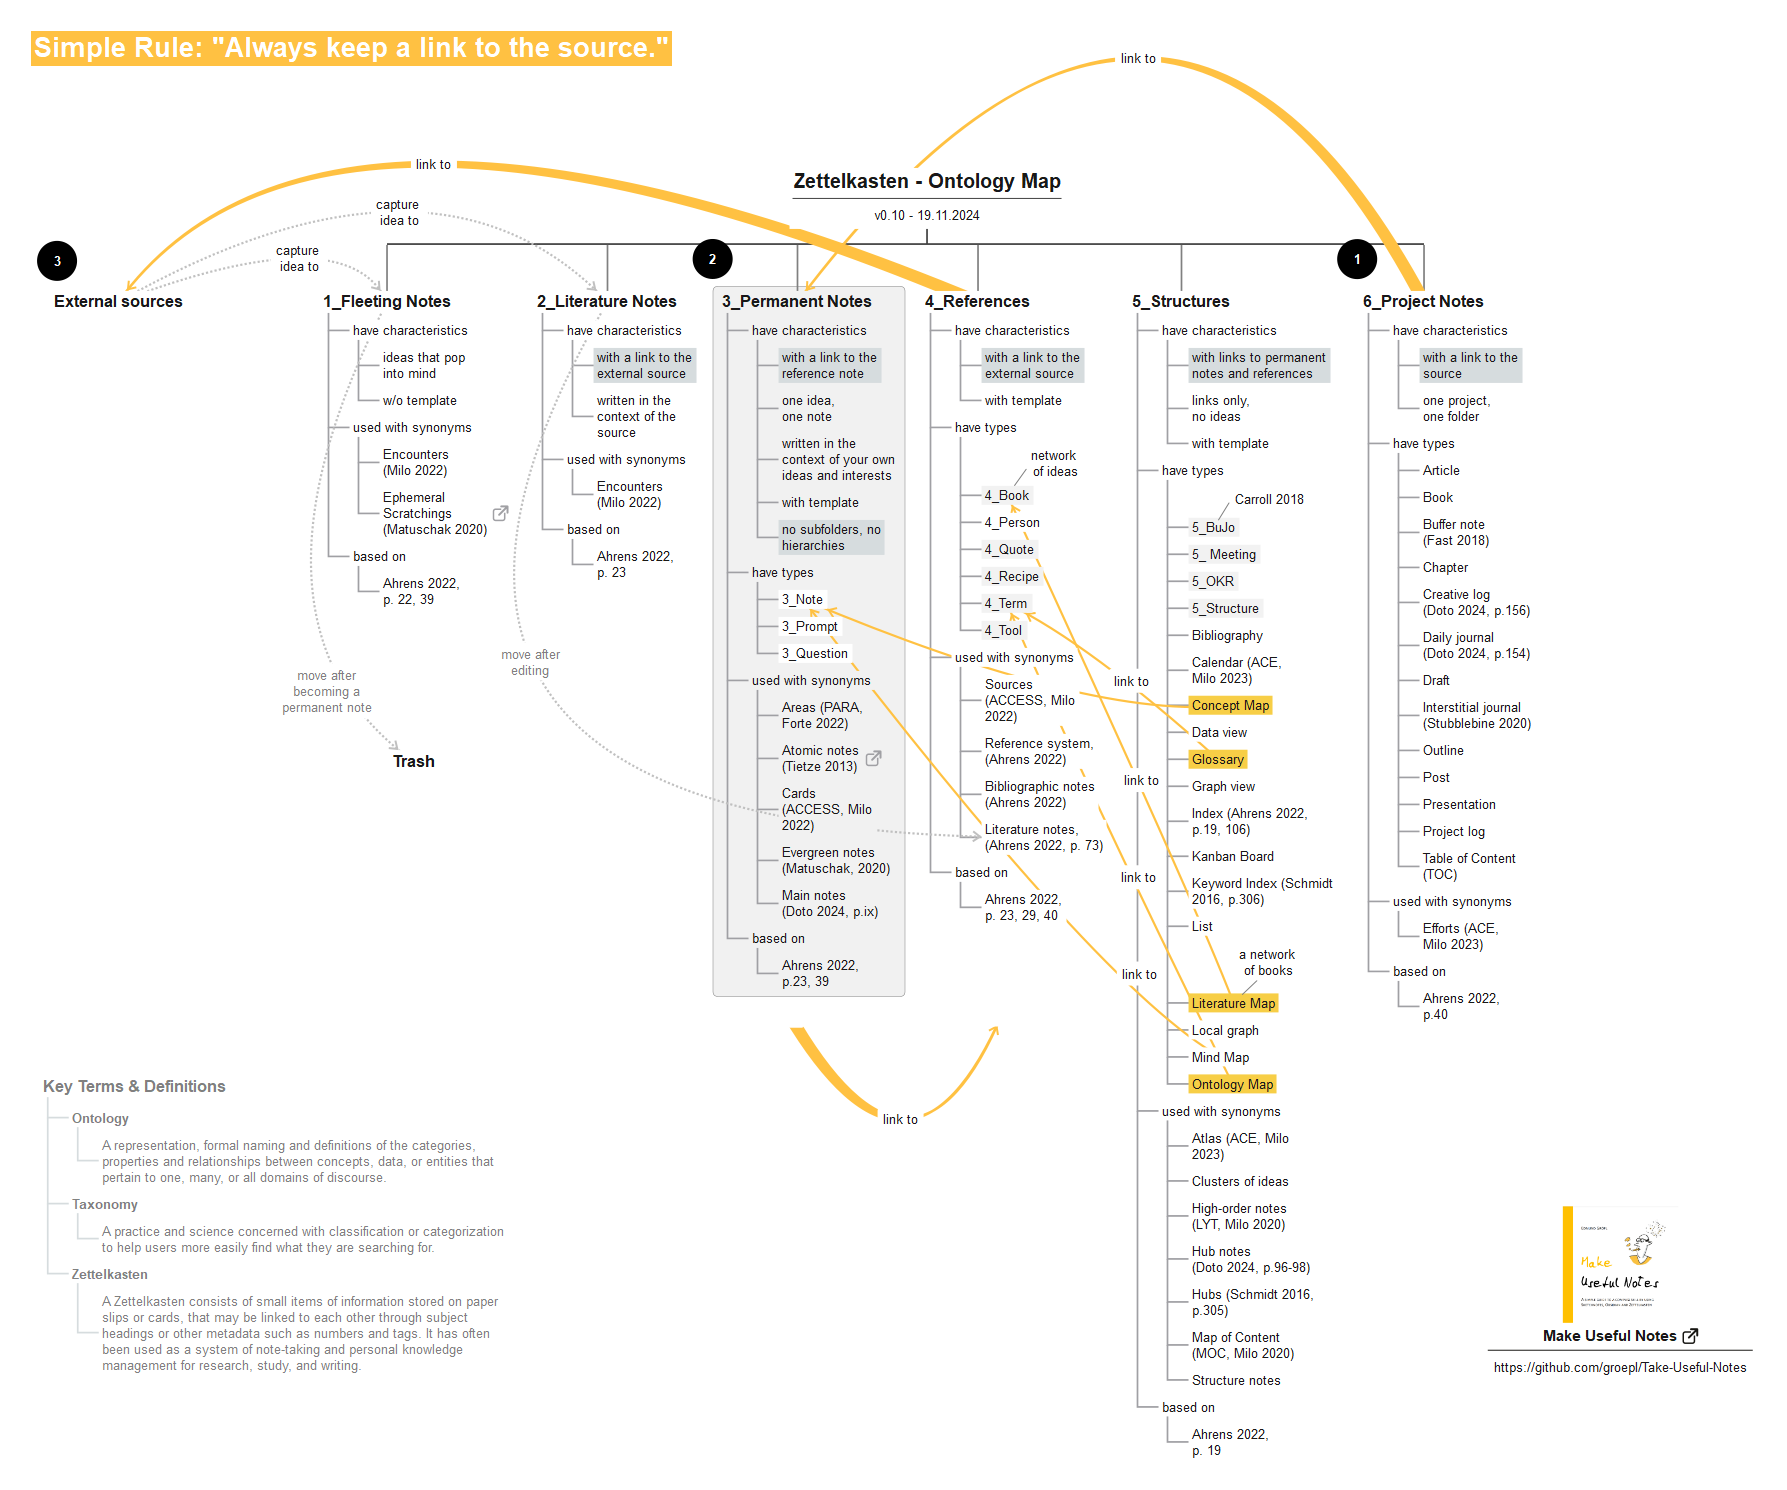 Simple Rule: "Always keep a link to the source."
link to
link to
Zettelkasten - Ontology Map
v0.10 - 19.11.2024
capture
idea to
capture
idea to
3
2
1
External sources
1_Fleeting Notes
have characteristics
ideas that pop
into mind
w/o template
used with synonyms
Encounters
(Milo 2022)
Ephemeral
Scratchings
(Matuschak 2020)
based on
Ahrens 2022,
p. 22, 39
move after
becoming a
permanent note
Trash
2_Literature Notes
have characteristics
with a link to the
external source
written in the
context of the
source
used with synonyms
Encounters
(Milo 2022)
based on
Ahrens 2022,
p. 23
move after
editing
3_Permanent Notes
have characteristics
with a link to the
reference note
one idea,
one note
written in the
context of your own
ideas and interests
with template
no subfolders, no
hierarchies
have types
3_Note
3_Prompt
3_Question
used with synonyms
Areas (PARA,
Forte 2022)
Atomic notes
(Tietze 2013)
Cards
(ACCESS, Milo
2022)
Evergreen notes
(Matuschak, 2020)
Main notes
(Doto 2024, p.ix)
based on
Ahrens 2022,
p.23, 39
link to
4_References
have characteristics
with a link to the
external source
with template
have types
network
of ideas
4_Book
4_Person
4_Quote
4_Recipe
4_Term
4_Tool
used with synonyms
Sources
(ACCESS, Milo
2022)
Reference system,
(Ahrens 2022)
Bibliographic notes
(Ahrens 2022)
Literature notes,
(Ahrens 2022, p. 73)
based on
Ahrens 2022,
p. 23, 29, 40
link to
link to
link to
link to
5_Structures
have characteristics
with links to permanent
notes and references
links only,
no ideas
with template
have types
Carroll 2018
5_BuJo
5_ Meeting
5_OKR
5_Structure
Bibliography
Calendar (ACE,
Milo 2023)
Concept Map
Data view
Glossary
Graph view
Index (Ahrens 2022,
p.19, 106)
Kanban Board
Keyword Index (Schmidt
2016, p.306)
List
a network
of books
Literature Map
Local graph
Mind Map
Ontology Map
used with synonyms
Atlas (ACE, Milo
2023)
Clusters of ideas
High-order notes
(LYT, Milo 2020)
Hub notes
(Doto 2024, p.96-98)
Hubs (Schmidt 2016,
p.305)
Map of Content
(MOC, Milo 2020)
Structure notes
based on
Ahrens 2022,
p. 19
6_Project Notes
have characteristics
with a link to the
source
one project,
one folder
have types
Article
Book
Buffer note
(Fast 2018)
Chapter
Creative log
(Doto 2024, p.156)
Daily journal
(Doto 2024, p.154)
Draft
Interstitial journal
(Stubblebine 2020)
Outline
Post
Presentation
Project log
Table of Content
(TOC)
used with synonyms
Efforts (ACE,
Milo 2023)
based on
Ahrens 2022,
p.40
Key Terms & Definitions
Ontology
A representation, formal naming and definitions of the categories,
properties and relationships between concepts, data, or entities that
pertain to one, many, or all domains of discourse.
Taxonomy
A practice and science concerned with classification or categorization
to help users more easily find what they are searching for.
Zettelkasten
A Zettelkasten consists of small items of information stored on paper
slips or cards, that may be linked to each other through subject
headings or other metadata such as numbers and tags. It has often
been used as a system of note-taking and personal knowledge
management for research, study, and writing.
Make
Useful Notes
Make Useful Notes
https://github.com/groepl/Take-Useful-Notes